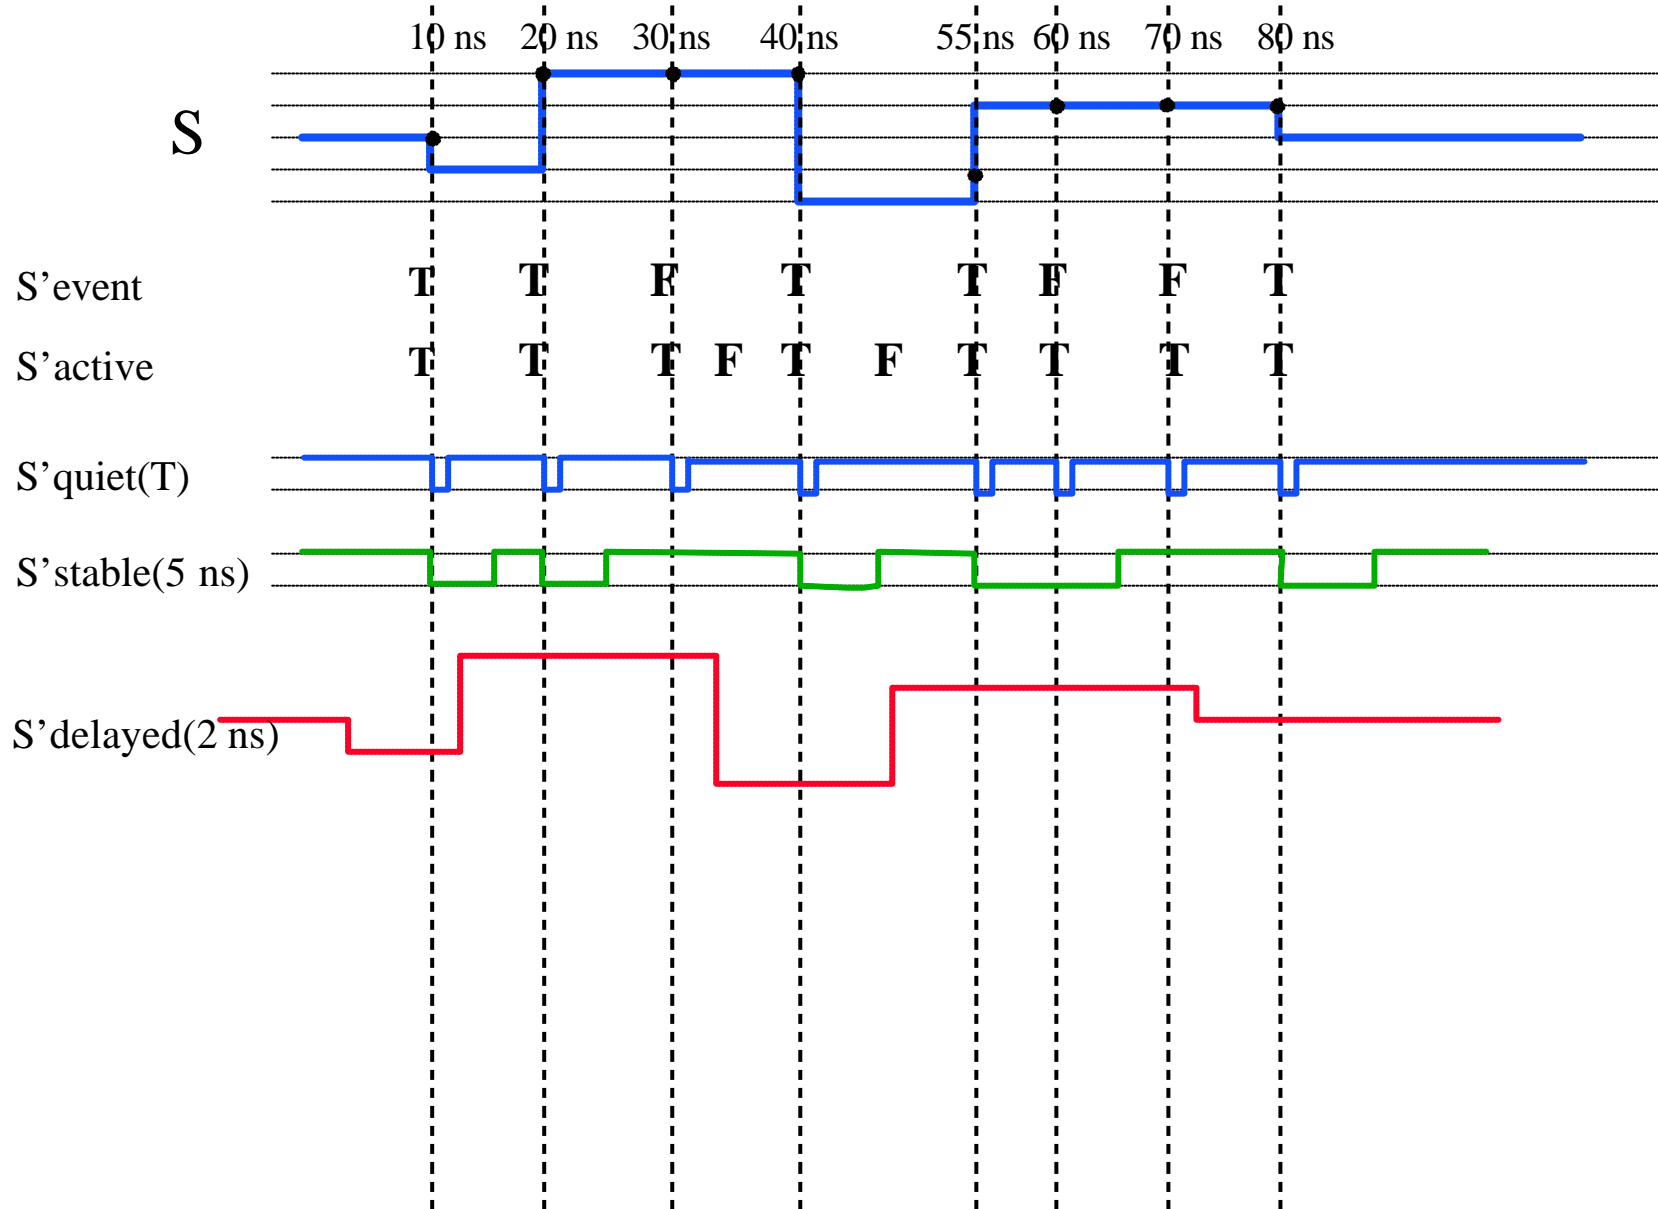 10 ns 20 ns 30 ns 40 ns 55 ns 60 ns 70 ns 80 ns
S
S’event T T F T T F F T
S’active T T T F T F T T T T
S’quiet(T)
S’stable(5 ns)
S’delayed(2 ns)